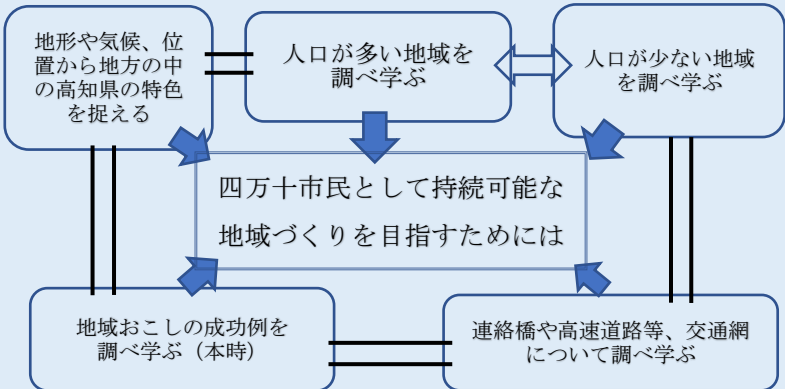 地形や気候、位
置から地方の中
の高知県の特色
を捉える
人口が多い地域を
調べ学ぶ
人口が少ない地域
を調べ学ぶ
四万十市民として持続可能な
地域づくりを目指すためには
地域おこしの成功例を
調べ学ぶ（本時）
連絡橋や高速道路等、交通網
について調べ学ぶ